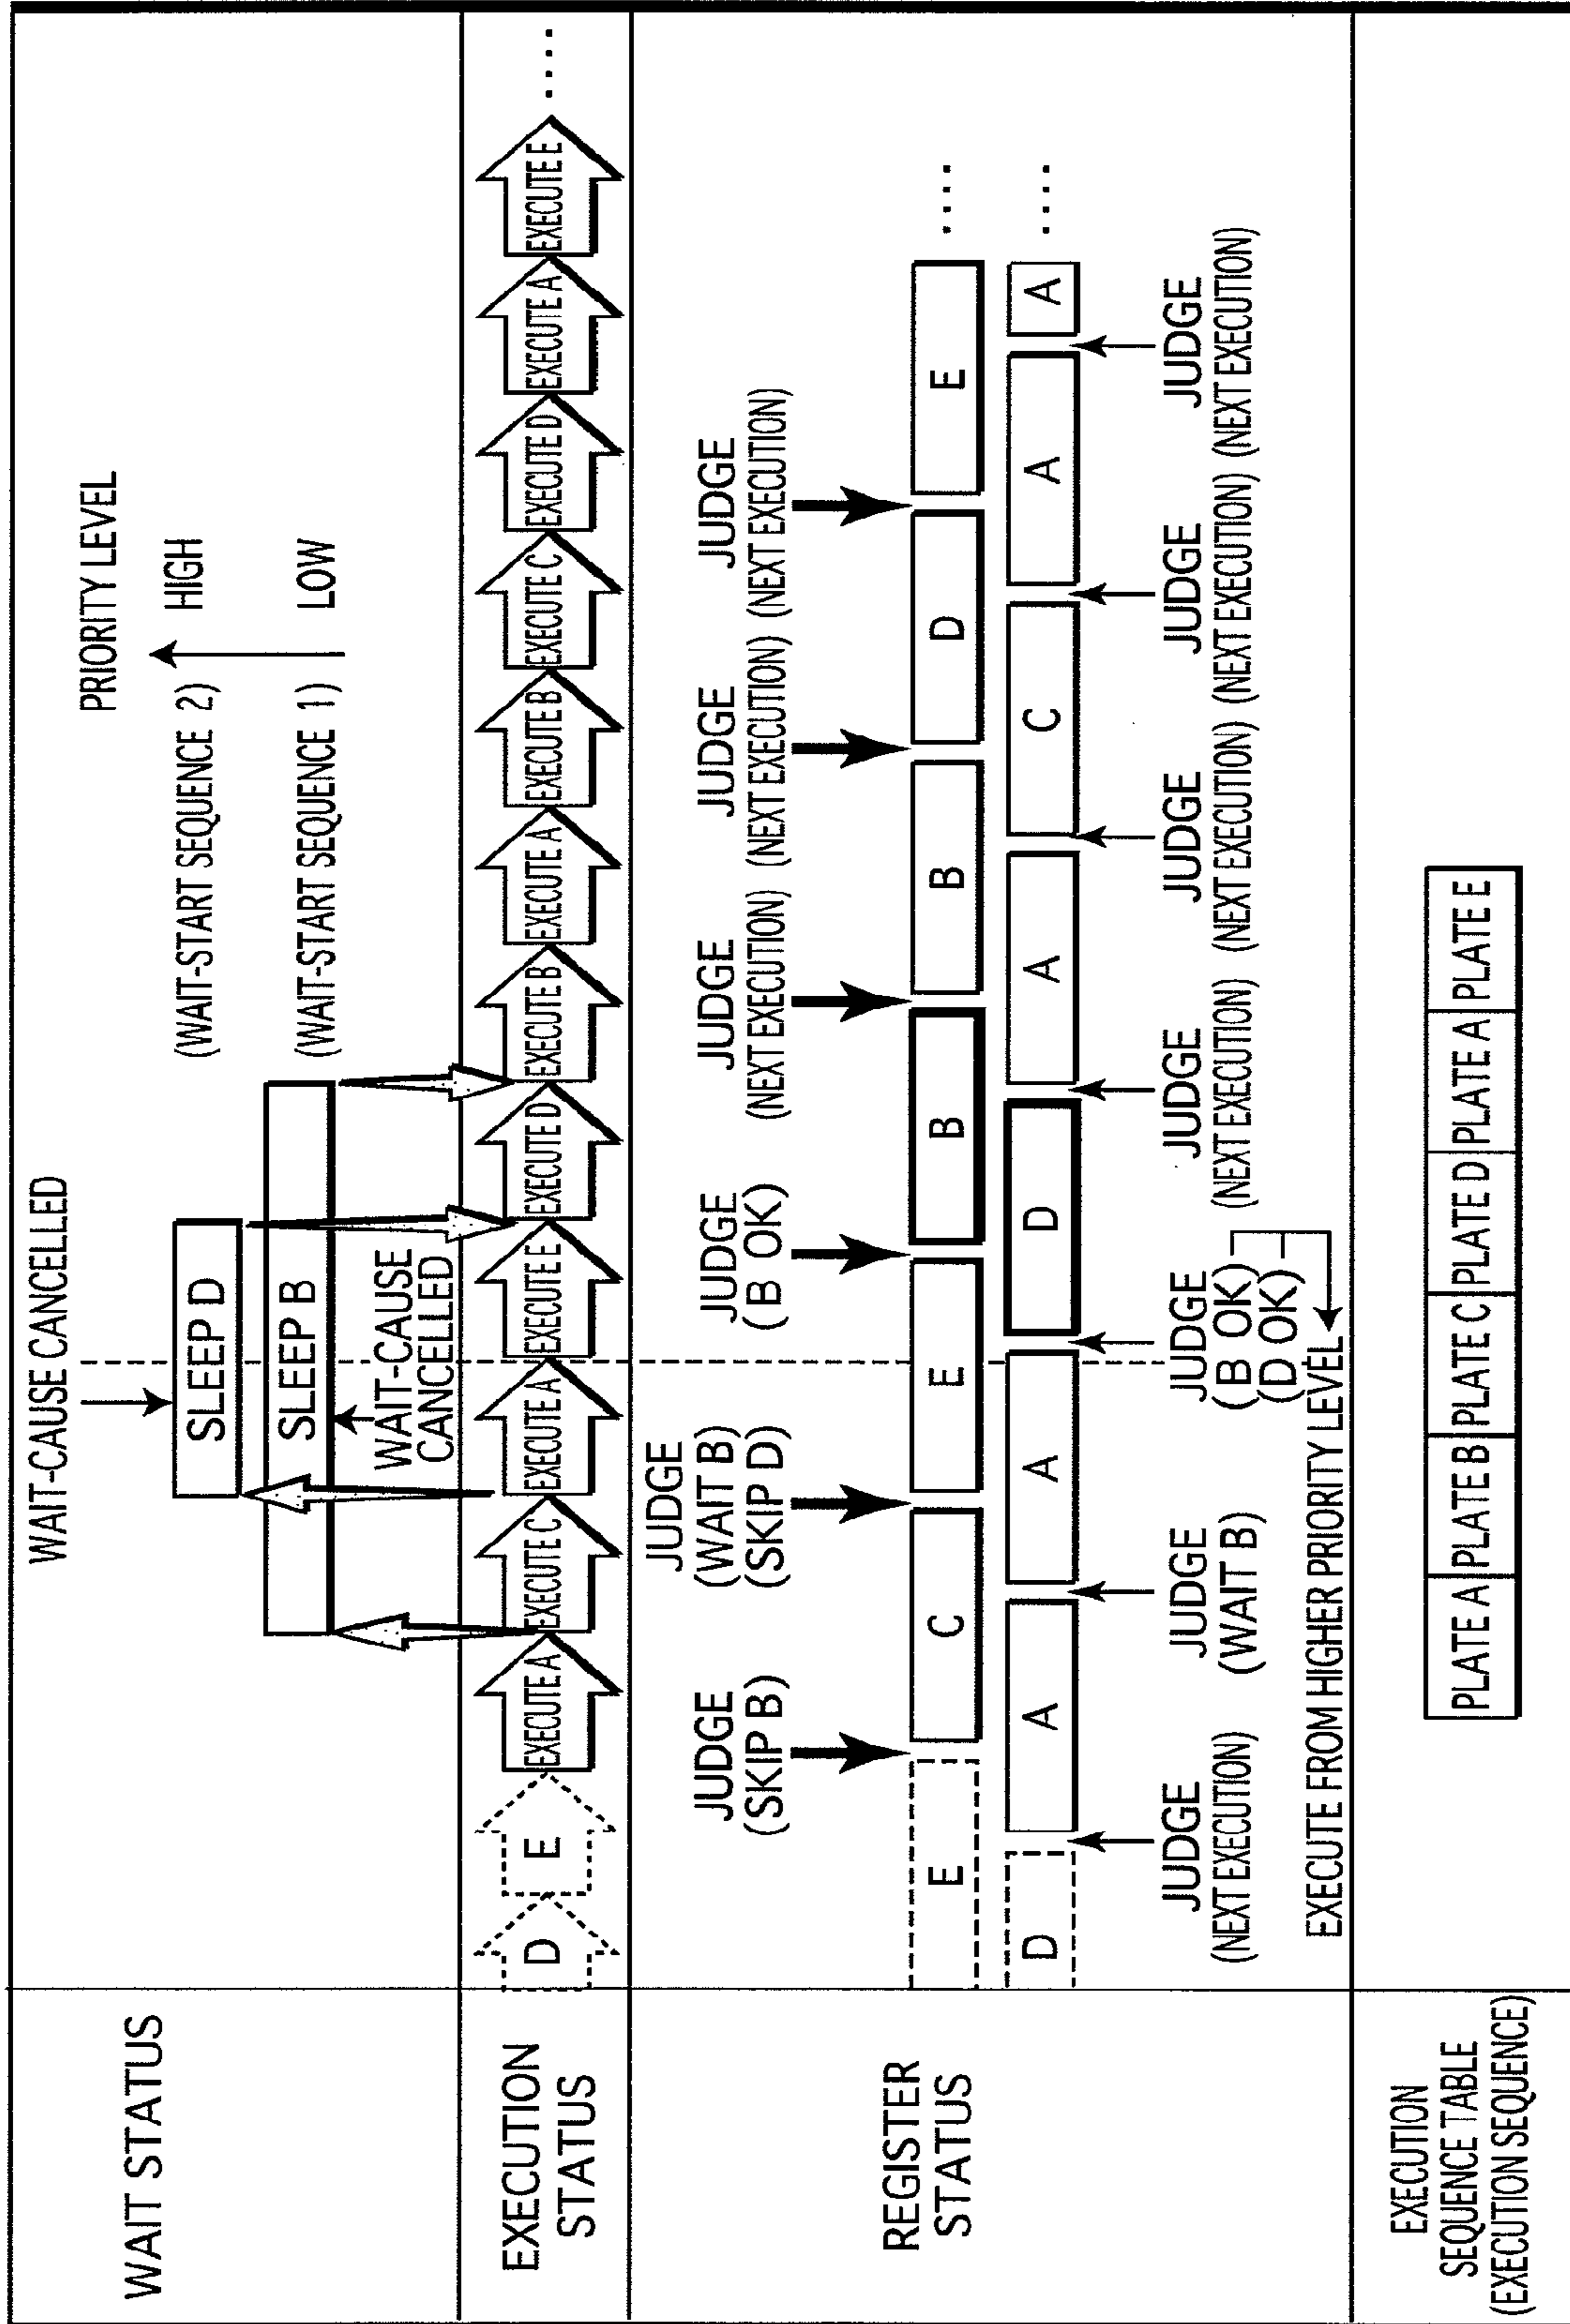 WAIT STATUS
WAIT-CAUSE CANCELLED
SLEEP D
SLEEP B
WAIT-CAUSE
CANCELLED
PRIORITY LEVEL
(WAIT-START SEQUENCE 2) HIGH
(WAIT-START SEQUENCE 1) LOW
EXECUTION
STATUS
D
E
EXECUTE A
EXECUTE C
EXECUTE A
EXECUTE E
EXECUTE D
EXECUTE B
EXECUTE A
EXECUTE B
EXECUTE C
EXECUTE D
EXECUTE A
EXECUTE E
....
REGISTER
STATUS
JUDGE
(SKIP B)
JUDGE
(WAIT B)
(SKIP D)
JUDGE
(B OK)
JUDGE
(NEXT EXECUTION)
JUDGE
(NEXT EXECUTION)
JUDGE
(NEXT EXECUTION)
E
C
E
B
B
D
E
....
D
A
A
D
A
C
A
A
....
JUDGE
(NEXT EXECUTION)
JUDGE
(WAIT B)
JUDGE
(B OK)
(D OK)
JUDGE
(NEXT EXECUTION)
JUDGE
(NEXT EXECUTION)
JUDGE
(NEXT EXECUTION)
JUDGE
(NEXT EXECUTION)
EXECUTE FROM HIGHER PRIORITY LEVEL
EXECUTION
SEQUENCE TABLE
(EXECUTION SEQUENCE)
PLATE A PLATE B PLATE C PLATE D PLATE A PLATE E